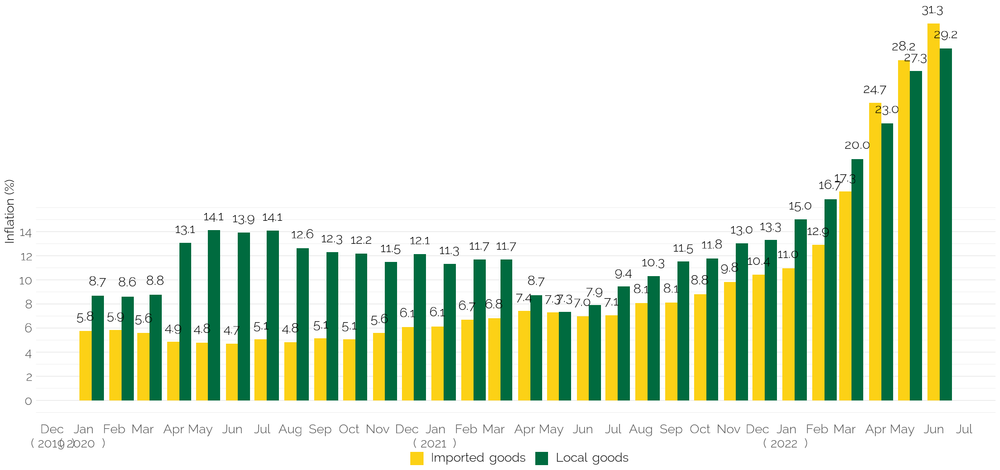 31.3
29.2
28.2
27.3
24.7
23.0
20.0
17.3
16.7
15.0
12.9
14.1 13.9 14.1
13.1
12.6 12.3 12.2
11.5 12.1 11.3 11.7 11.7
11.5 11.8 13.0 13.3
11.0
10.4
9.8
8.7 8.6 8.8
8.7
7.9 9.4 10.3
5.8 5.9 5.6 4.9 4.8 4.7 5.1 4.8 5.1 5.1 5.6 6.1 6.1 6.7 6.8 7.4 7.3 7.3 7.0 7.1 8.1 8.1 8.8
Inflation (%)
14
12
10
8
6
4
2
0
Dec Jan Feb Mar Apr May Jun Jul Aug Sep Oct Nov Dec Jan Feb Mar Apr May Jun Jul Aug Sep Oct Nov Dec Jan Feb Mar Apr May Jun Jul
( 2019 ) ( 2020 ) ( 2021 ) ( 2022 )
Imported goods Local goods